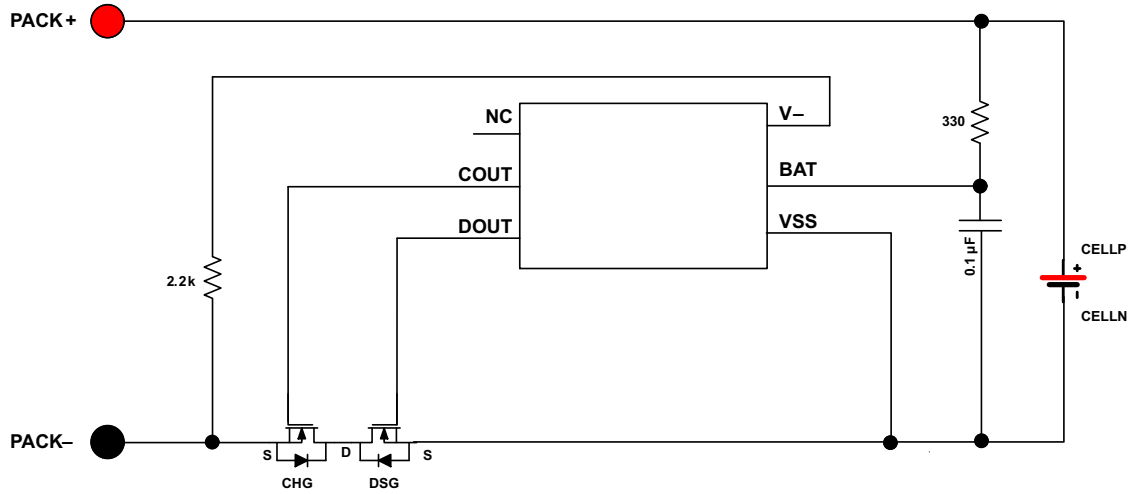 PACK+
NC
V–
330
COUT
BAT
DOUT
VSS
0.1 µF
CELLP
+
2.2k
-
CELLN
PACK–
S
D
S
CHG
DSG